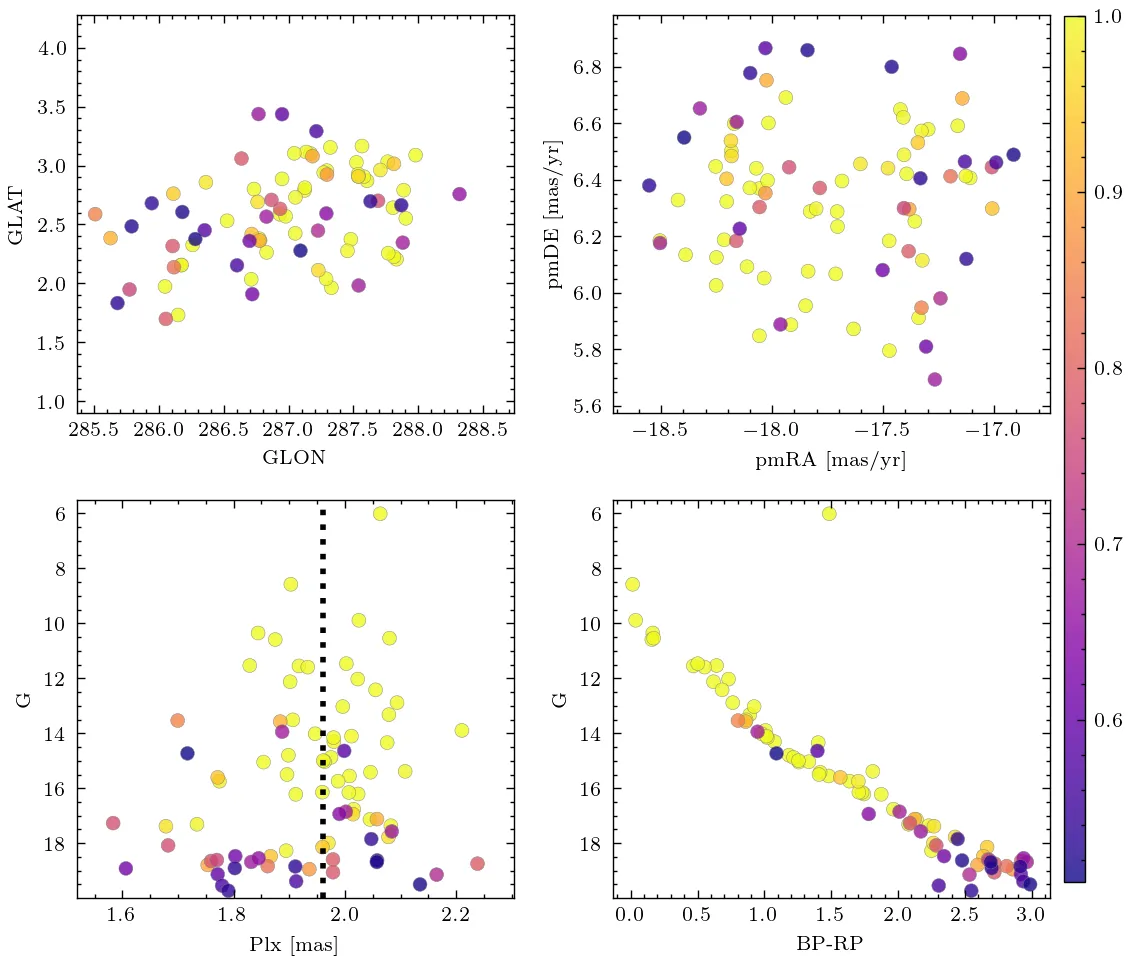 4.0
3.5
3.0
2.5
2.0
1.5
1.0
GLAT
285.5 286.0 286.5 287.0 287.5 288.0 288.5
GLON
6.8
6.6
6.4
6.2
6.0
5.8
5.6
pmDE [mas/yr]
−18.5 −18.0 −17.5 −17.0
pmRA [mas/yr]
1.0
0.9
0.8
0.7
0.6
6
8
10
12
14
16
18
G
1.6 1.8 2.0 2.2
Plx [mas]
6
8
10
12
14
16
18
G
0.0 0.5 1.0 1.5 2.0 2.5 3.0
BP-RP